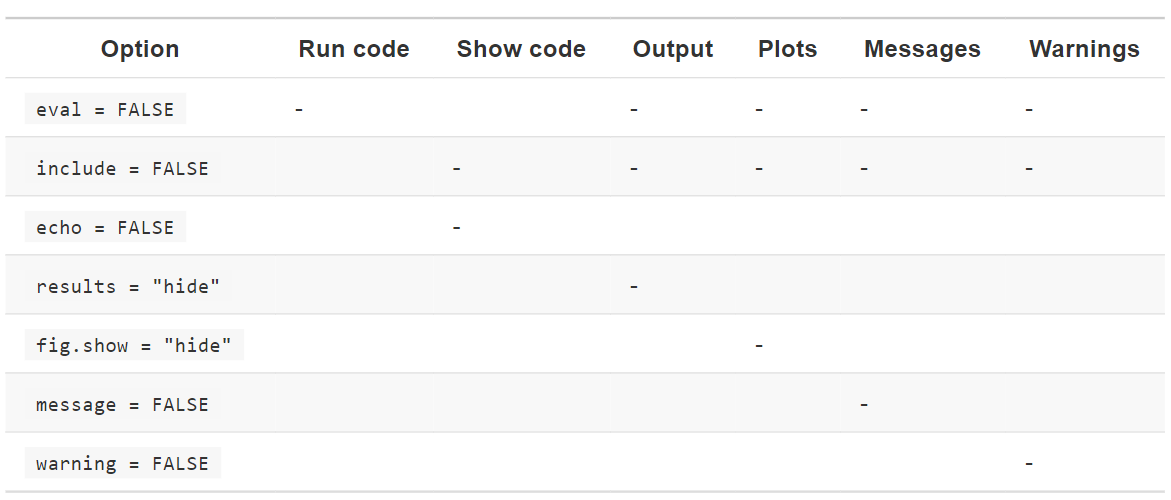 Option Run code Show code Output Plots Messages Warnings
eval = FALSE - - - - -
include = FALSE - - - - -
echo = FALSE -
results = "hide" -
fig.show = "hide" -
message = FALSE -
warning = FALSE -